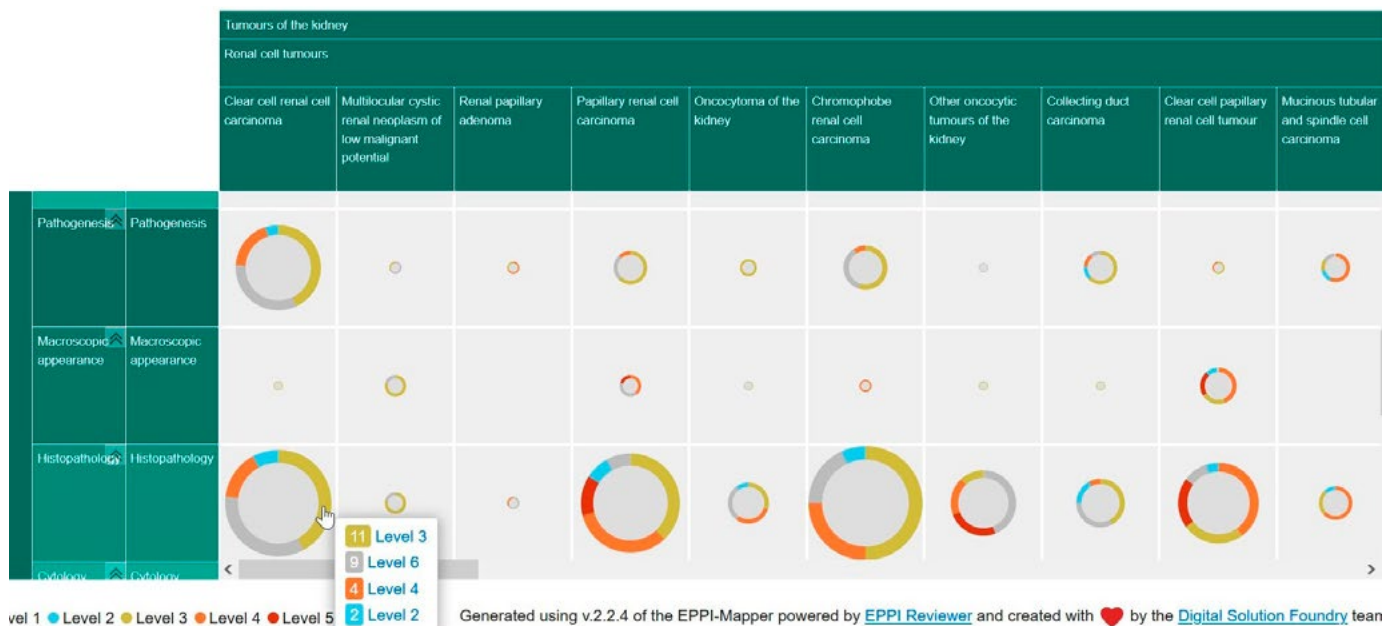 Tumours of the kidney
Renal cell tumours
Clear cell renal cell
carcinoma
Multilocular cystic
renal neoplasm of
low malignant
potential
Renal papillary
adenoma
Papillary renal cell
carcinoma
Oncocytoma of the
kidney
Chromophobe
renal cell
carcinoma
Other oncocytic
tumours of the
kidney
Collecting duct
carcinoma
Clear cell papillary
renal cell tumour
Mucinous tubular
and spindle cell
carcinoma
Pathogenesis Pathogenesis
Macroscopic
appearance
Macroscopic
appearance
Histopathology Histopathology
Cytology Cytology
11 Level 3
9 Level 6
4 Level 4
2 Level 2
vel 1 Level 2 Level 3 Level 4 Level 5
Generated using v.2.2.4 of the EPPI-Mapper powered by EPPI Reviewer and created with by the Digital Solution Foundry team